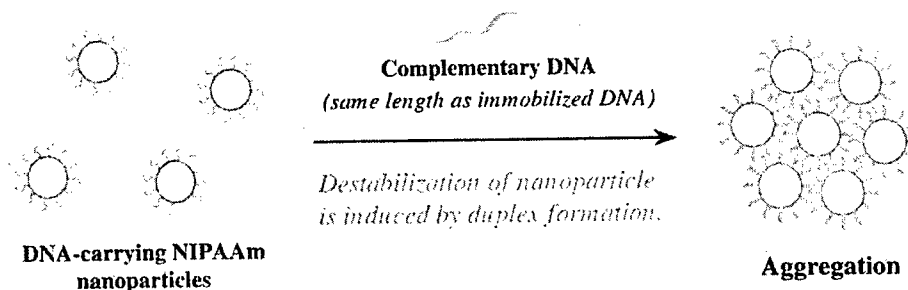 Complementary DNA
(same length as immobilized DNA)
Destabilization of nanoparticle
is induced by duplex formation.
DNA-carrying NIPAAm
nanoparticles
Aggregation